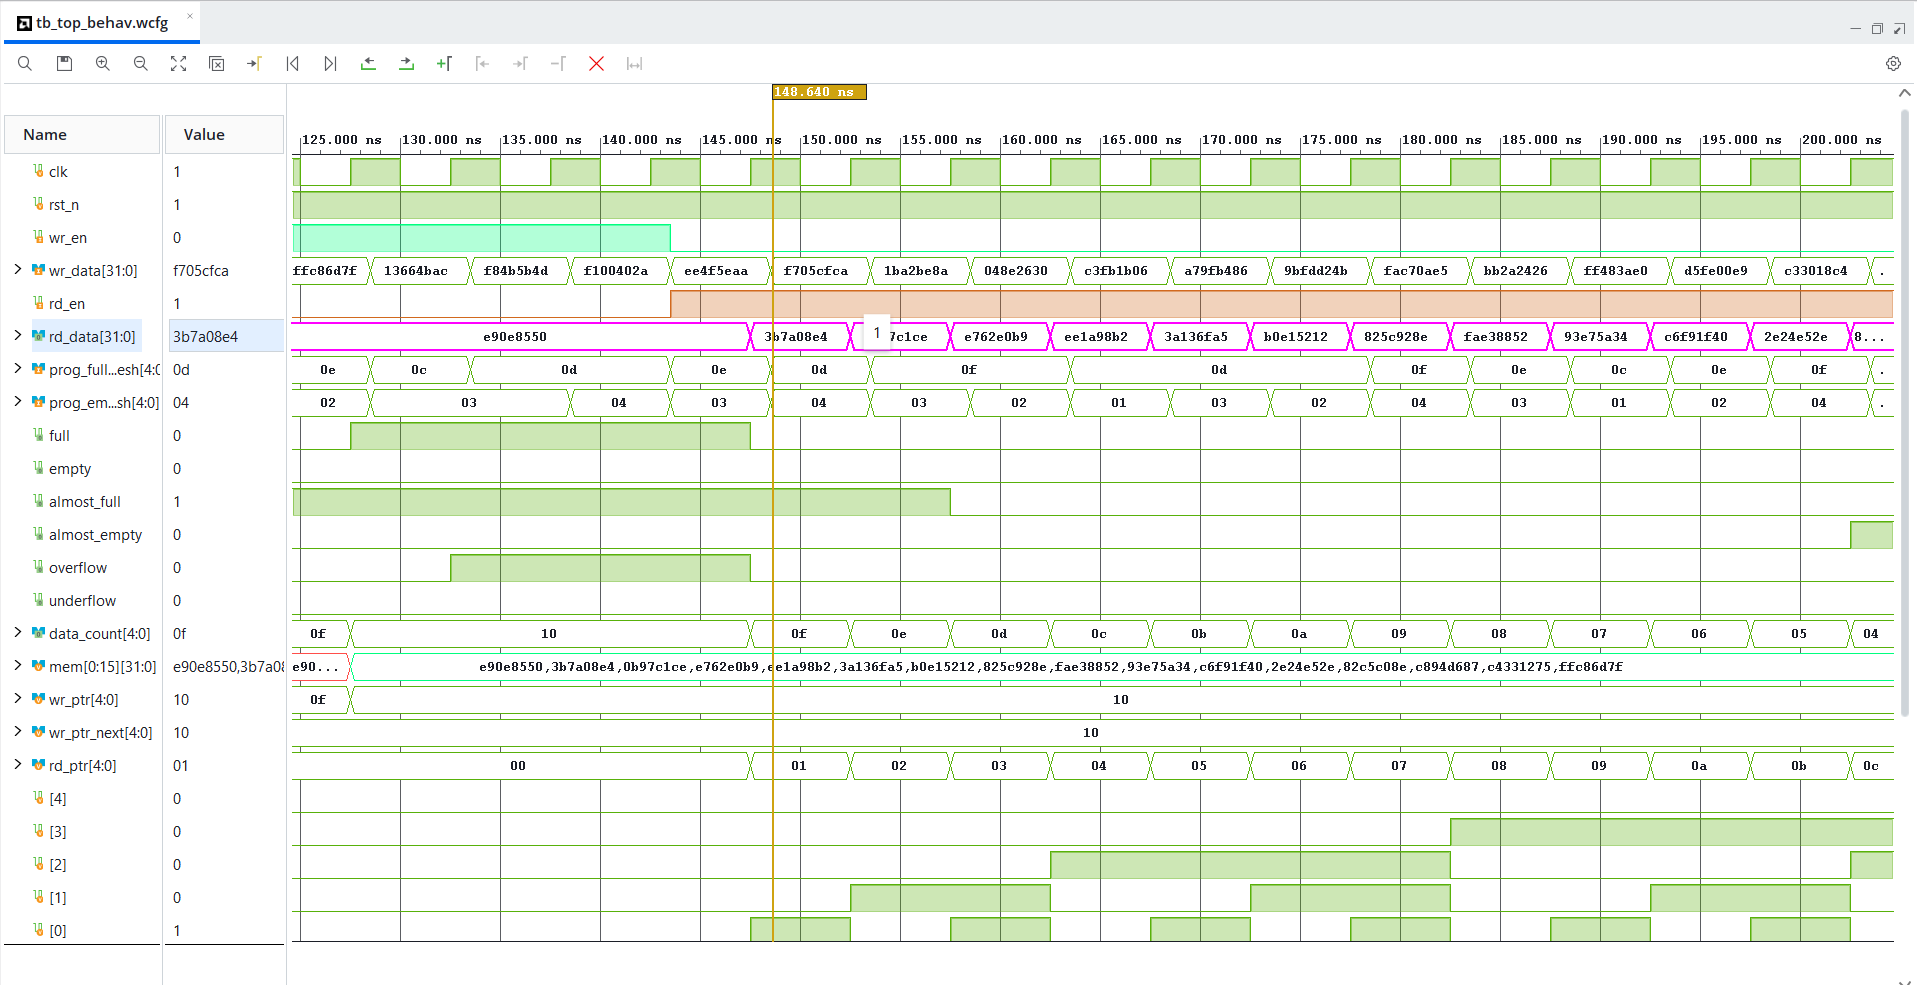 tb_top_behav.wcfg ×
148.640 ns
Name Value
125.000 ns 130.000 ns 135.000 ns 140.000 ns 145.000 ns 150.000 ns 155.000 ns 160.000 ns 165.000 ns 170.000 ns 175.000 ns 180.000 ns 185.000 ns 190.000 ns 195.000 ns 200.000 ns
clk 1
rst_n 1
wr_en 0
wr_data[31:0] f705cfca ffc86d7f 13664bac f84b5b4d f100402a ee4f5eaa f705cfca 1ba2be8a 048e2630 c3fb1b06 a79fb486 9bfdd24b fac70ae5 bb2a2426 ff483ae0 d5fe00e9 c33018c4 .
rd_en 1
rd_data[31:0] 3b7a08e4 e90e8550 3b7a08e4 1 7c1ce e762e0b9 ee1a98b2 3a136fa5 b0e15212 825c928e fae38852 93e75a34 c6f91f40 2e24e52e 8...
prog_full...esh[4:0 0d 0e 0c 0d 0e 0d 0f 0d 0f 0e 0c 0e 0f .
prog_em...sh[4:0] 04 02 03 04 03 04 03 02 01 03 02 04 03 01 02 04 .
full 0
empty 0
almost_full 1
almost_empty 0
overflow 0
underflow 0
data_count[4:0] 0f 0f 10 0f 0e 0d 0c 0b 0a 09 08 07 06 05 04
mem[0:15][31:0] e90e8550,3b7a08 e90... e90e8550,3b7a08e4,0b97c1ce,e762e0b9,ee1a98b2,3a136fa5,b0e15212,825c928e,fae38852,93e75a34,c6f91f40,2e24e52e,82c5c08e,c894d687,c4331275,ffc86d7f
wr_ptr[4:0] 10 0f 10
wr_ptr_next[4:0] 10 10
rd_ptr[4:0] 01 00 01 02 03 04 05 06 07 08 09 0a 0b 0c
[4] 0
[3] 0
[2] 0
[1] 0
[0] 1